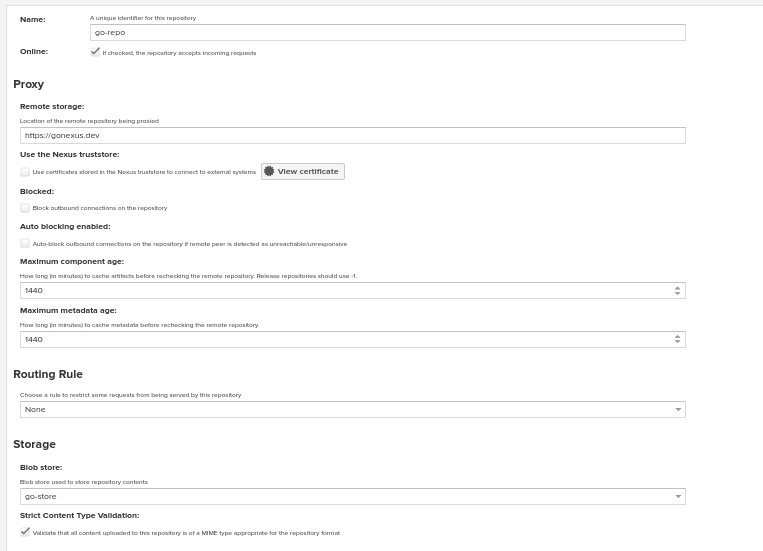 Name:
A unique identifier for this repository
go-repo
Online:
If checked, the repository accepts incoming requests
Proxy
Remote storage:
Location of the remote repository being proxied
https://gonexus.dev
Use the Nexus truststore:
Use certificates stored in the Nexus truststore to connect to external systems
View certificate
Blocked:
Block outbound connections on the repository
Auto blocking enabled:
Auto-block outbound connections on the repository if remote peer is detected as unreachable/unresponsive
Maximum component age:
How long (in minutes) to cache artifacts before rechecking the remote repository. Release repositories should use -1.
1440
Maximum metadata age:
How long (in minutes) to cache metadata before rechecking the remote repository.
1440
Routing Rule
Choose a rule to restrict some requests from being served by this repository
None
Storage
Blob store:
Blob store used to store repository contents
go-store
Strict Content Type Validation:
Validate that all content uploaded to this repository is of a MIME type appropriate for the repository format